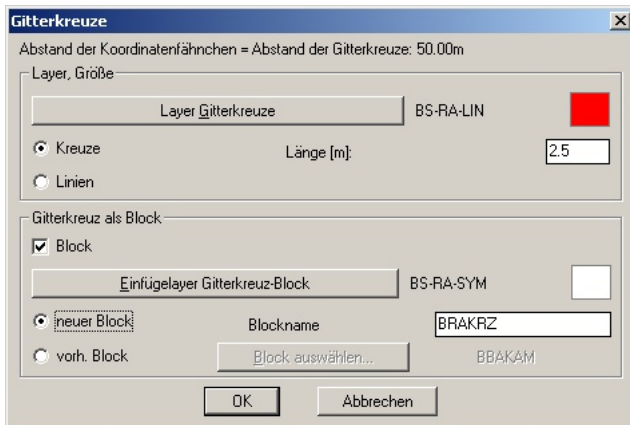 Gitterkreuze
Abstand der Koordinatenfähnchen = Abstand der Gitterkreuze: 50.00m
Layer, Größe
Layer Gitterkreuze BS-RA-LIN
Kreuze Länge [m]: 2.5
Linien
Gitterkreuz als Block
Block
Einfügelayer Gitterkreuz-Block BS-RA-SYM
neuer Block Blockname BRAKRZ
vorh. Block Block auswählen... BBAKAM
OK Abbrechen